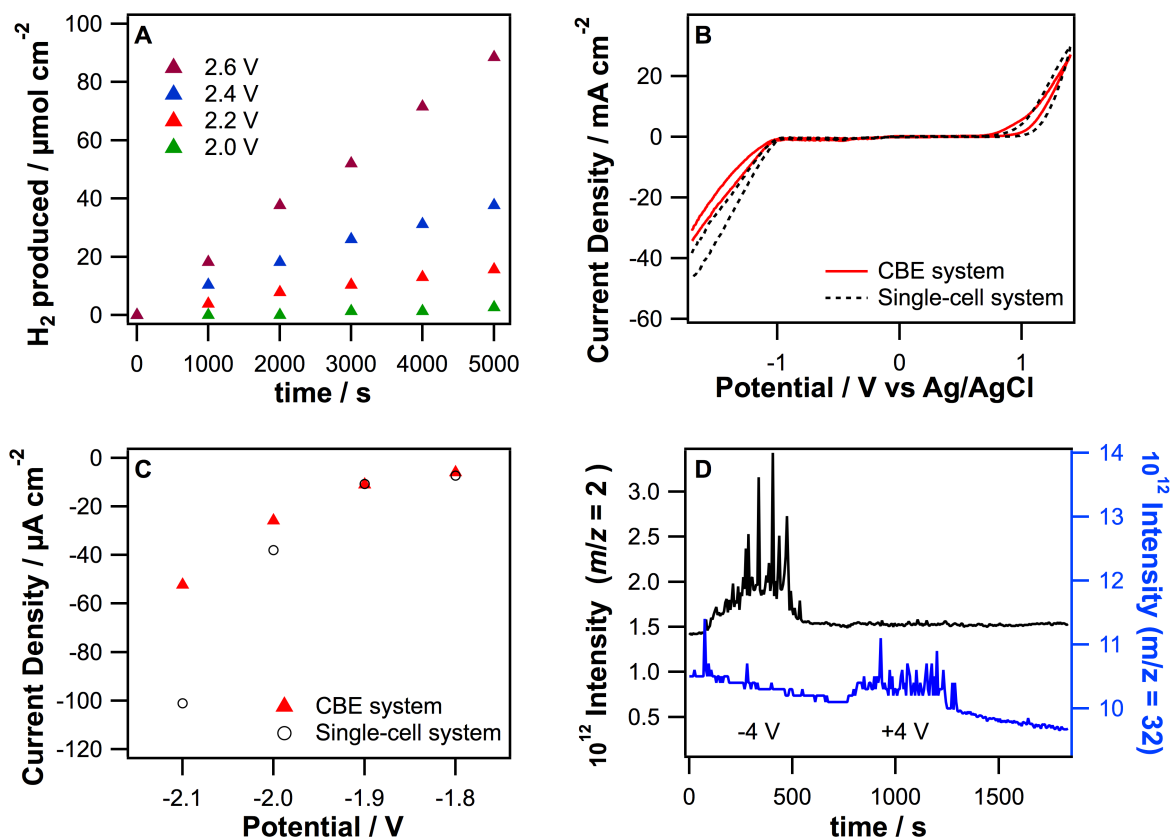 A
H2 produced / μmol cm-2
100
80
60
40
20
0
2.6 V
2.4 V
2.2 V
2.0 V
0 1000 2000 3000 4000 5000
time / s
B
Current Density / mA cm-2
20
0
-20
-40
-60
CBE system
Single-cell system
-1 0 1
Potential / V vs Ag/AgCl
C
Current Density / μA cm-2
0
-20
-40
-60
-80
-100
-120
CBE system
Single-cell system
-2.1 -2.0 -1.9 -1.8
Potential / V
D
10^12 Intensity (m/z = 2)
3.0
2.5
2.0
1.5
1.0
0.5
-4 V +4 V
14
13
12
11
10
10^12 Intensity (m/z = 32)
0 500 1000 1500
time / s